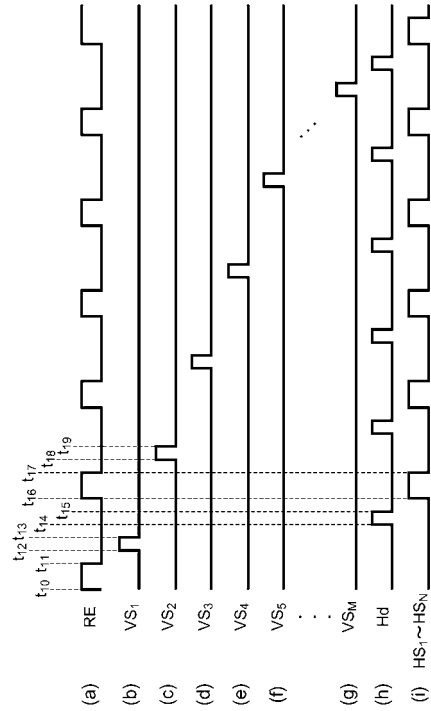 t10 t11 t12 t13 t14 t15 t16 t17 t18 t19
(a) RE
(b) VS1
(c) VS2
(d) VS3
(e) VS4
(f) VS5
(g) VSM
(h) Hd
(i) HS1~HSN